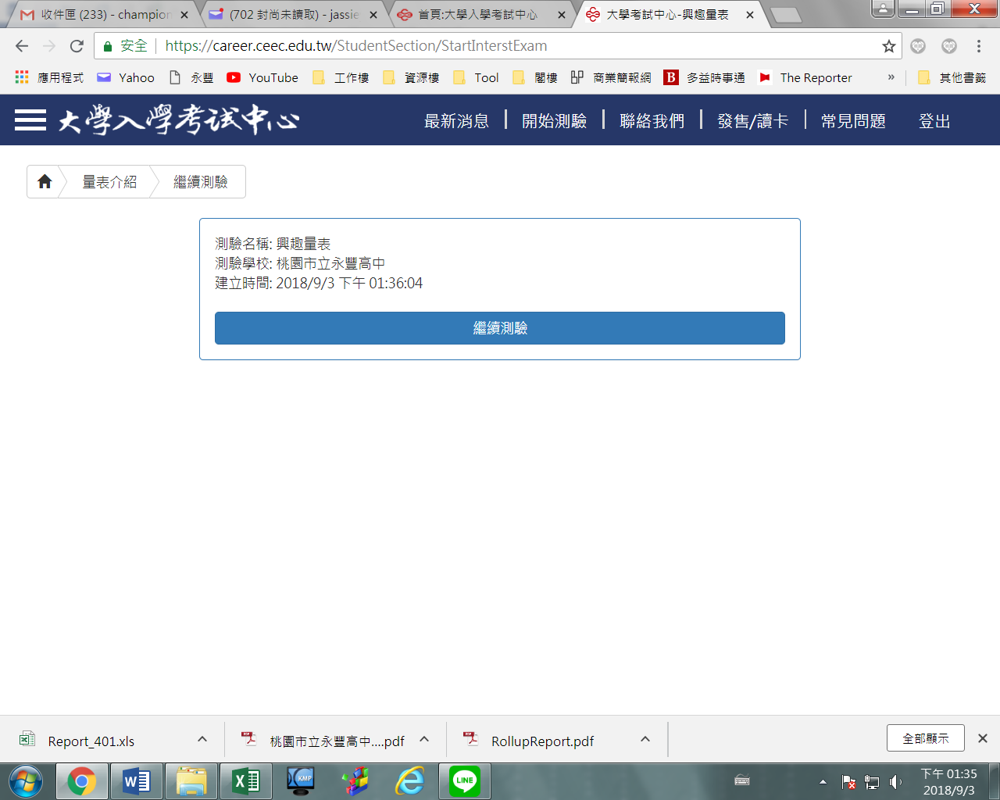 收件匣 (233) - champion
(702 封尚未讀取) - jassie
首頁:大學入學考試中心
大學考試中心-興趣量表
安全
https://career.ceec.edu.tw/StudentSection/StartInterstExam
應用程式
Yahoo
永豐
YouTube
工作樓
資源樓
Tool
閣樓
商業簡報網
B
多益時事通
The Reporter
»
其他書籤
大學入學考試中心
最新消息
開始測驗
聯絡我們
發售/讀卡
常見問題
登出
量表介紹
繼續測驗
測驗名稱: 興趣量表
測驗學校: 桃園市立永豐高中
建立時間: 2018/9/3 下午 01:36:04
繼續測驗
Report_401.xls
桃園市立永豐高中....pdf
RollupReport.pdf
全部顯示
KMP
LINE
下午 01:35
2018/9/3